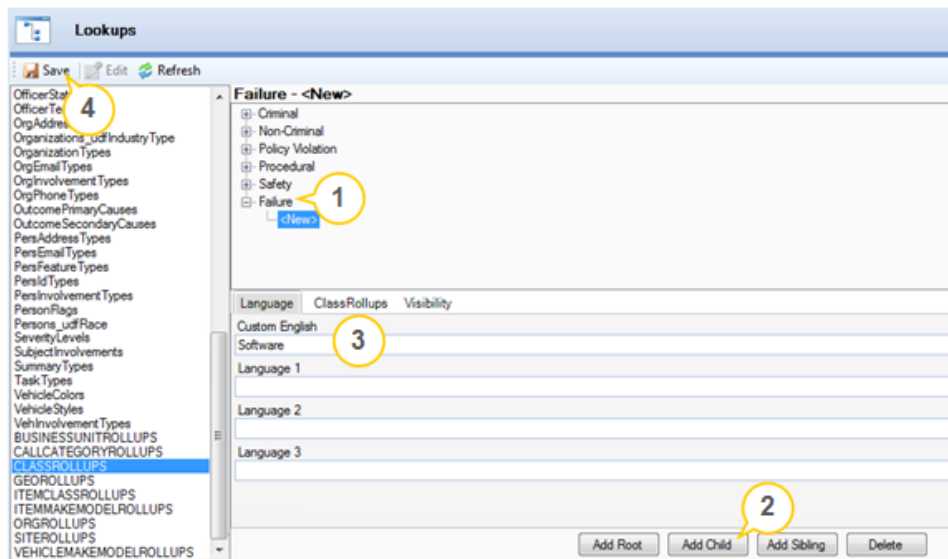 Lookups
Save Edit Refresh
OfficerStat
OfficerTe
OrgAddres
Organizations_udfIndustryType
OrganizationTypes
OrgEmailTypes
OrgInvolvementTypes
OrgPhoneTypes
OutcomePrimaryCauses
OutcomeSecondaryCauses
PersAddressTypes
PersEmailTypes
PersFeatureTypes
PersIdTypes
PersInvolvementTypes
PersonFlags
Persons_udfRace
SeverityLevels
SubjectInvolvements
SummaryTypes
TaskTypes
VehicleColors
VehicleStyles
VehInvolvementTypes
BUSINESSUNITROLLUPS
CALLCATEGORYROLLUPS
CLASSROLLUPS
GEOROLLUPS
ITEMCLASSROLLUPS
ITEMMAKEMODELROLLUPS
ORGROLLUPS
SITEROLLUPS
VEHICLEMAKEMODELROLLUPS
4
Failure - <New>
Criminal
Non-Criminal
Policy Violation
Procedural
Safety
Failure
<New>
1
Language ClassRollups Visibility
Custom English
Software
3
Language 1
Language 2
Language 3
2
Add Root Add Child Add Sibling Delete